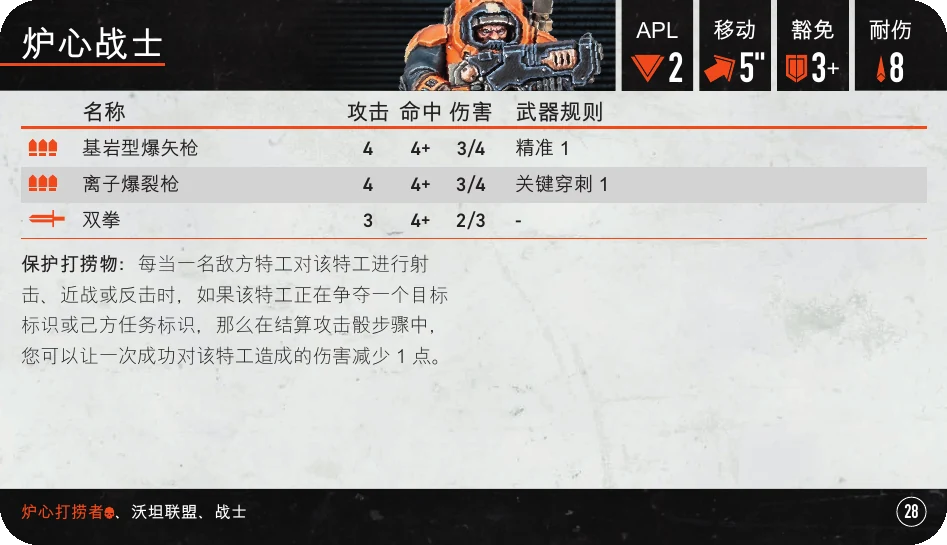 炉心战士
APL 移动 豁免 耐伤
2 5" 3+ 8
名称 攻击 命中 伤害 武器规则
基岩型爆矢枪 4 4+ 3/4 精准 1
离子爆裂枪 4 4+ 3/4 关键穿刺 1
双拳 3 4+ 2/3 -
保护打捞物：每当一名敌方特工对该特工进行射
击、近战或反击时，如果该特工正在争夺一个目标
标识或己方任务标识，那么在结算攻击骰步骤中，
您可以让一次成功对该特工造成的伤害减少 1 点。
炉心打捞者、沃坦联盟、战士
28